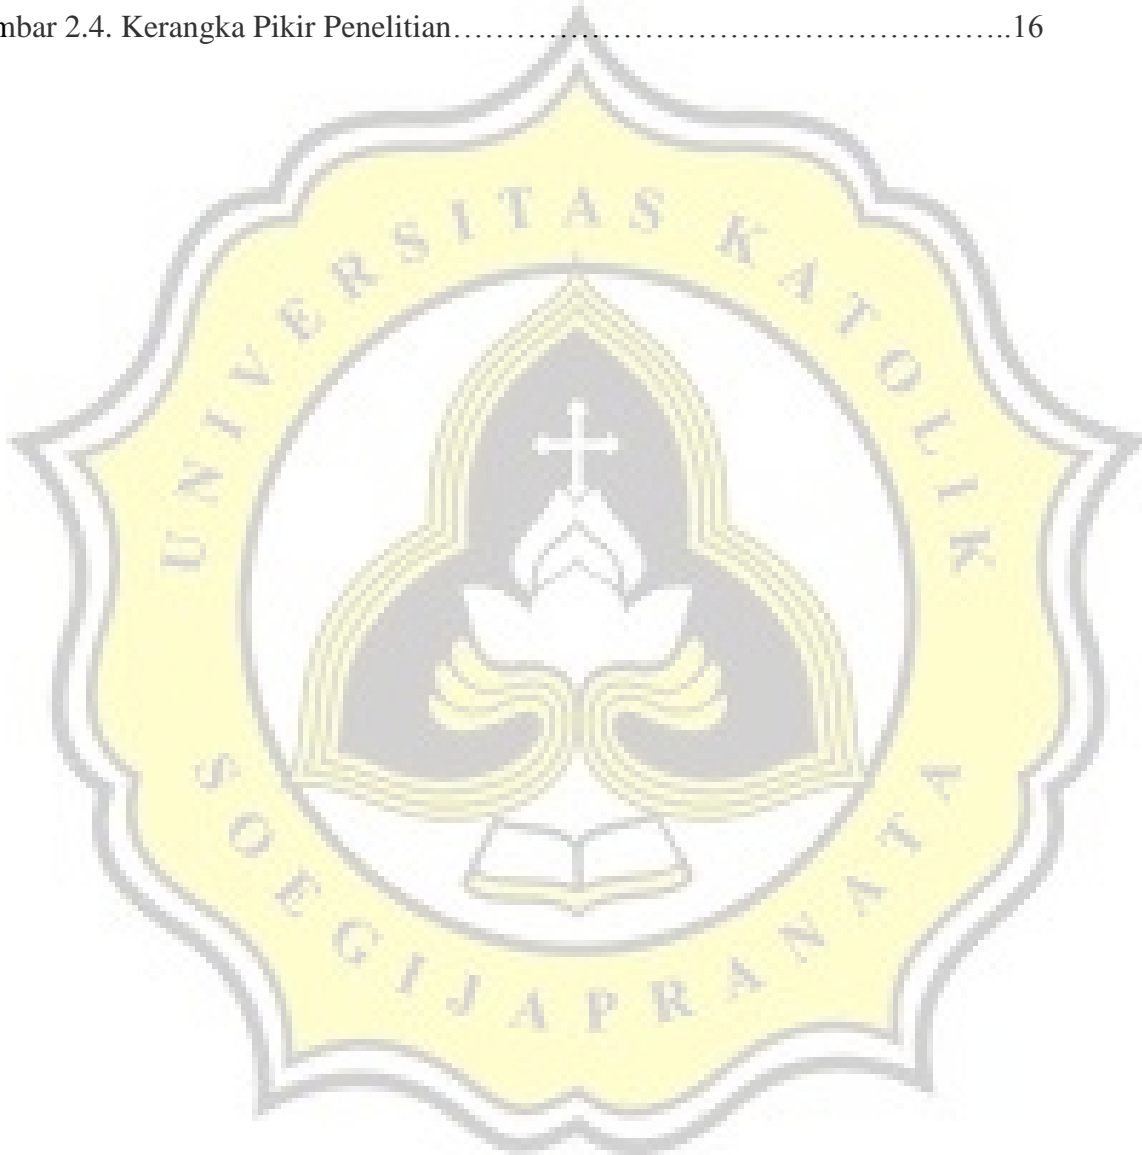 mbar 2.4. Kerangka Pikir Penelitian………………………………………………..16
UNIVERSITAS KATOLIK
SOEGIJAPRANATA